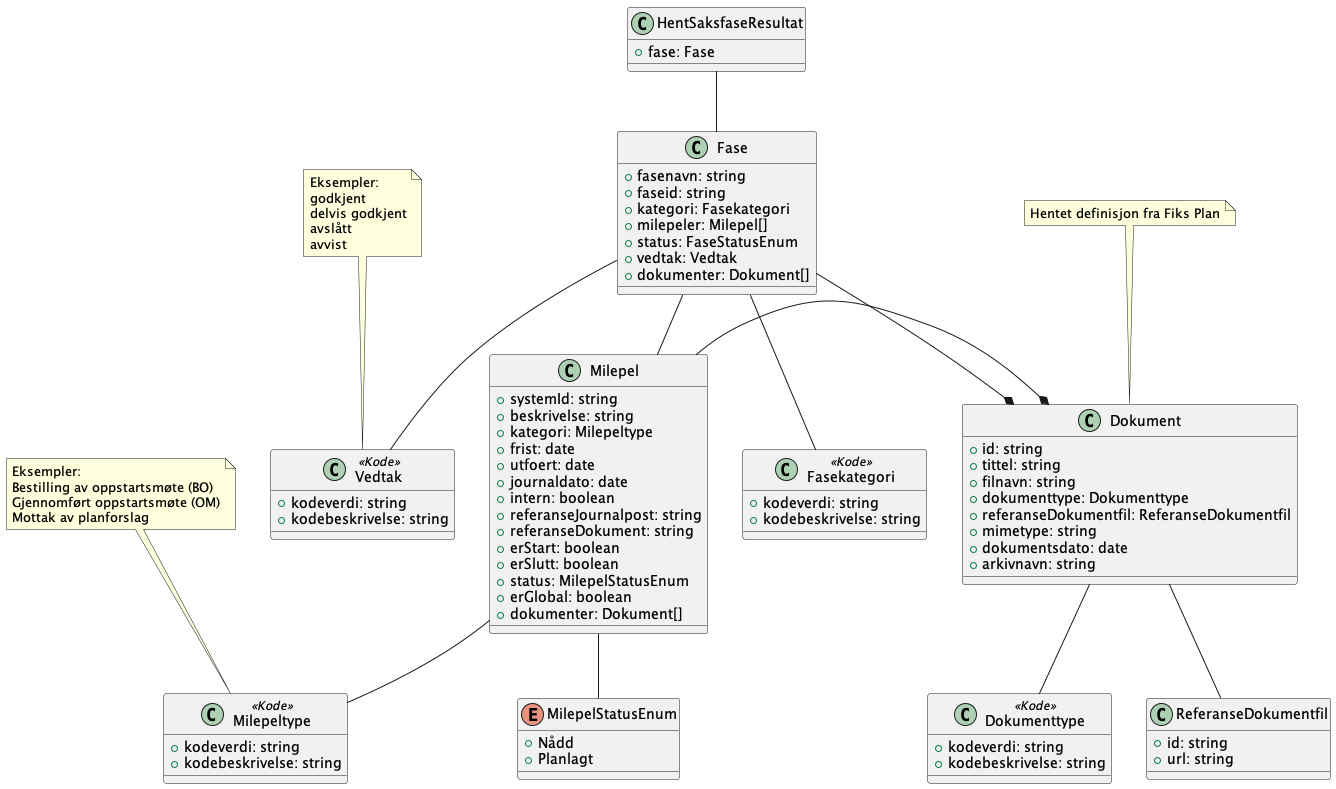 C HentSaksfaseResultat
fase: Fase
C Fase
fasenavn: string
faseid: string
kategori: Fasekategori
milepeler: Milepel[]
status: FaseStatusEnum
vedtak: Vedtak
dokumenter: Dokument[]
Eksempler:
godkjent
delvis godkjent
avslått
avvist
Hentet definisjon fra Fiks Plan
C Milepel
systemId: string
beskrivelse: string
kategori: Milepeltype
frist: date
utfoert: date
journaldato: date
intern: boolean
referanseJournalpost: string
referanseDokument: string
erStart: boolean
erSlutt: boolean
status: MilepelStatusEnum
erGlobal: boolean
dokumenter: Dokument[]
C Dokument
id: string
tittel: string
filnavn: string
dokumenttype: Dokumenttype
referanseDokumentfil: ReferanseDokumentfil
mimetype: string
dokumentsdato: date
arkivnavn: string
«Kode»
C Vedtak
kodeverdi: string
kodebeskrivelse: string
«Kode»
C Fasekategori
kodeverdi: string
kodebeskrivelse: string
Eksempler:
Bestilling av oppstartsmøte (BO)
Gjennomført oppstartsmøte (OM)
Mottak av planforslag
«Kode»
C Milepeltype
kodeverdi: string
kodebeskrivelse: string
E MilepelStatusEnum
Nådd
Planlagt
«Kode»
C Dokumenttype
kodeverdi: string
kodebeskrivelse: string
C ReferanseDokumentfil
id: string
url: string